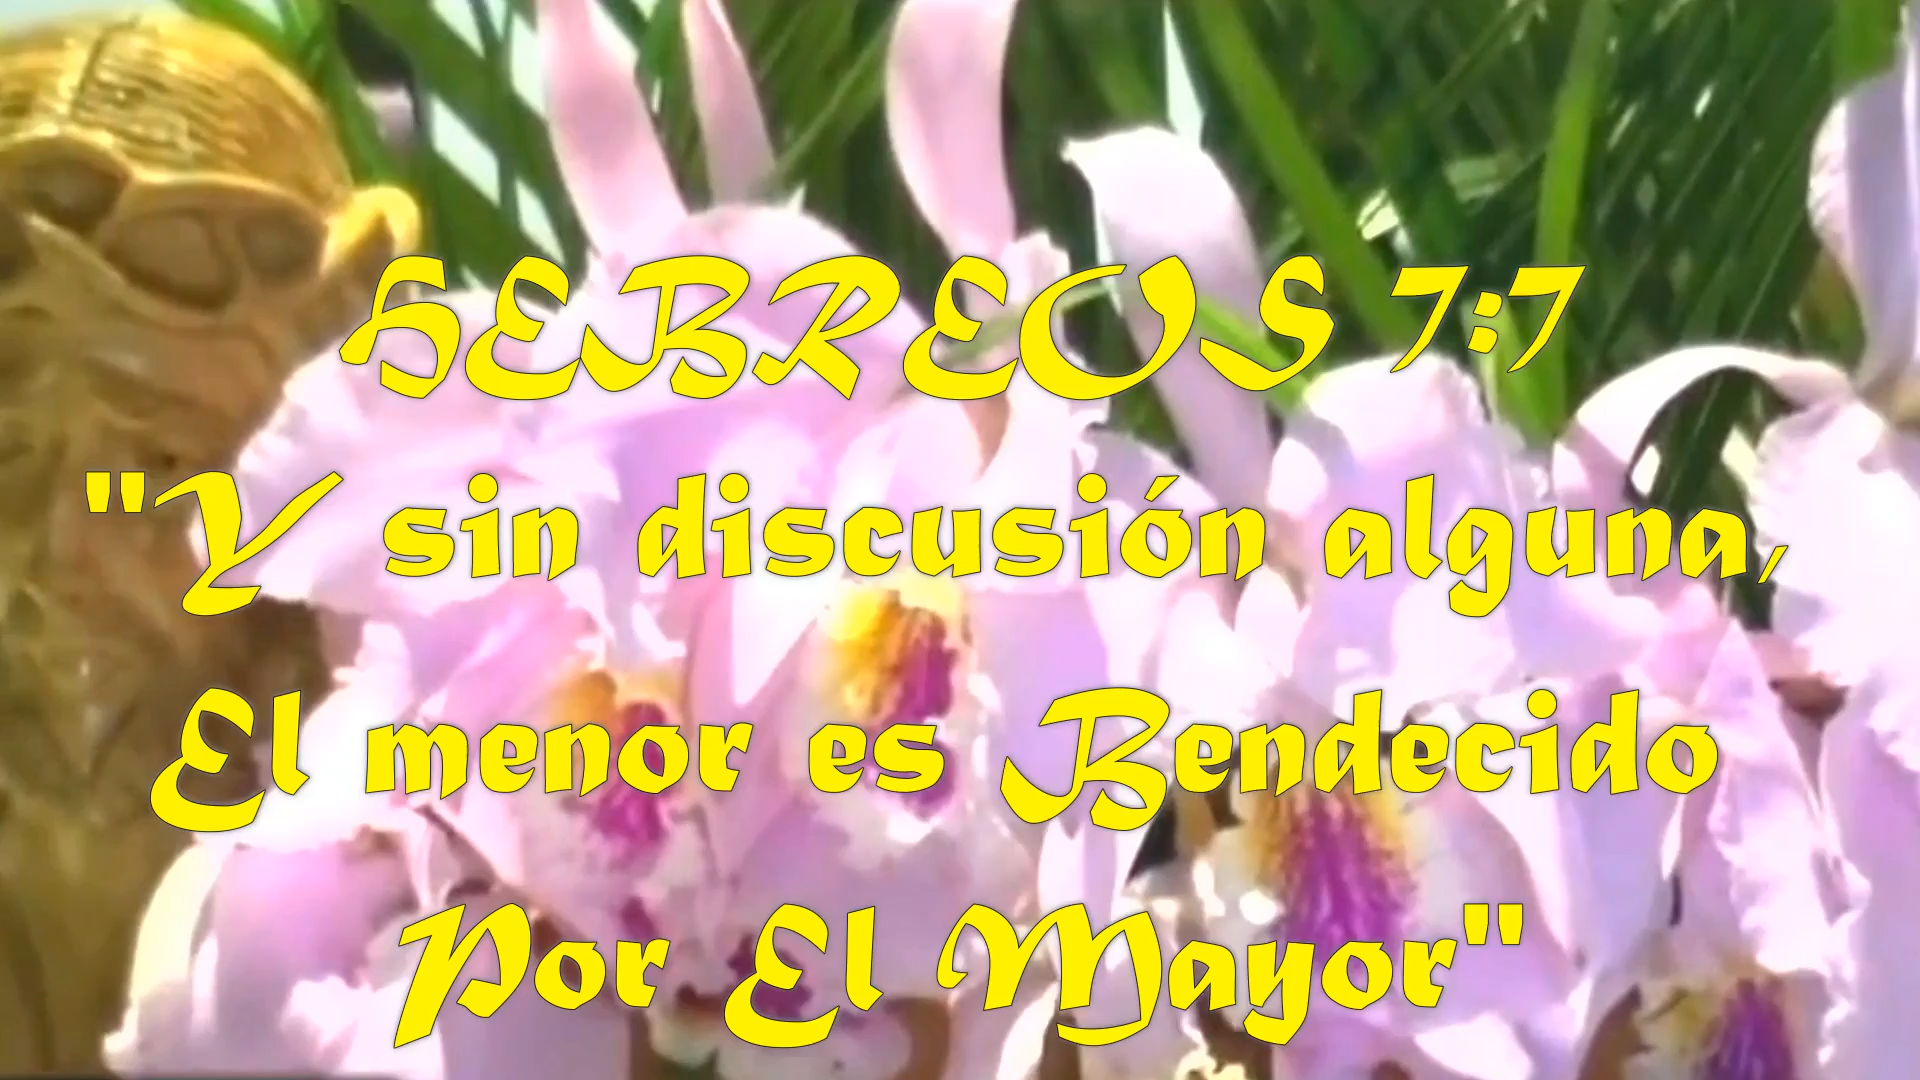 HEBREOS 7:7
"Y sin discusión alguna,
El menor es Bendecido
Por El Mayor"